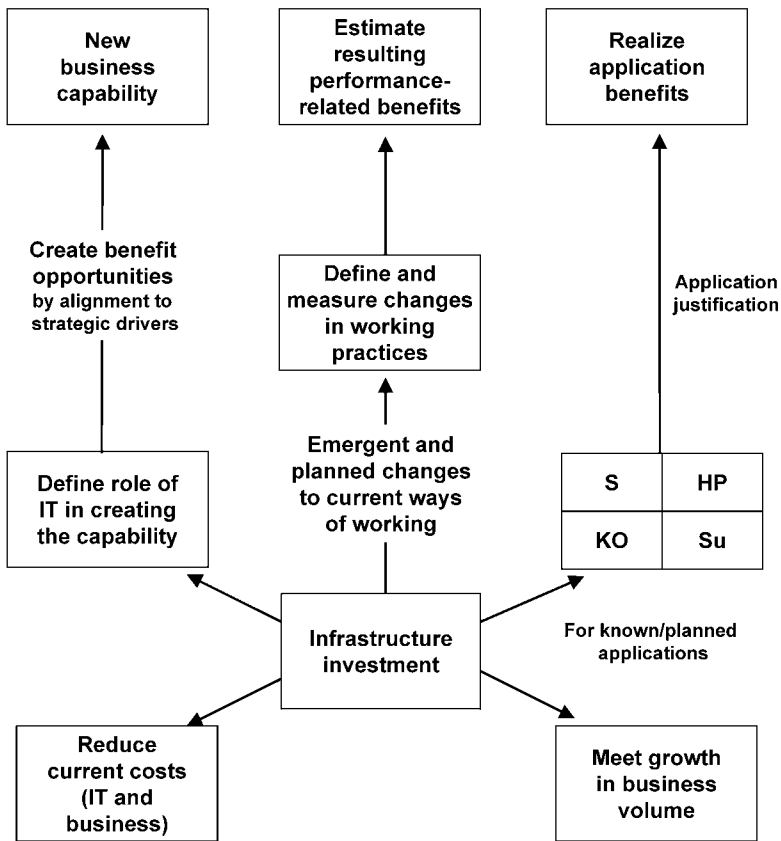 New
business
capability
Estimate
resulting
performance-
related benefits
Realize
application
benefits
Create benefit
opportunities
by alignment to
strategic drivers
Define and
measure changes
in working
practices
Application
justification
Define role of
IT in creating
the capability
Emergent and
planned changes
to current ways
of working
S
HP
KO
Su
Infrastructure
investment
For known/planned
applications
Reduce
current costs
(IT and
business)
Meet growth
in business
volume